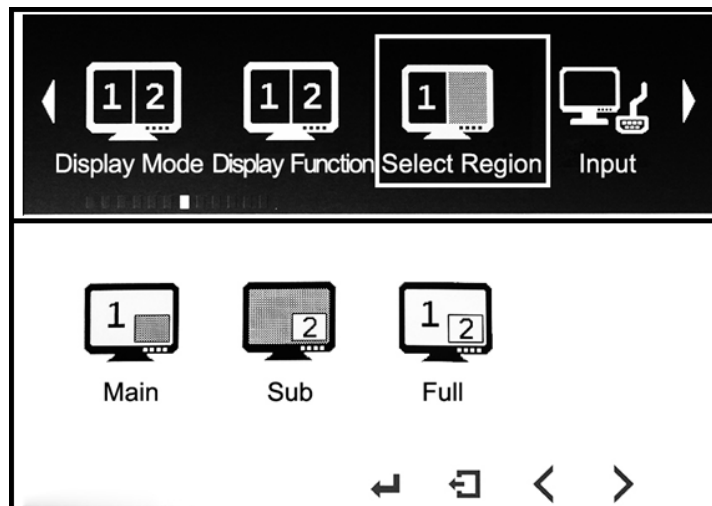 1 2 1 2 1
Display Mode Display Function Select Region Input
1 2 1 2
Main Sub Full